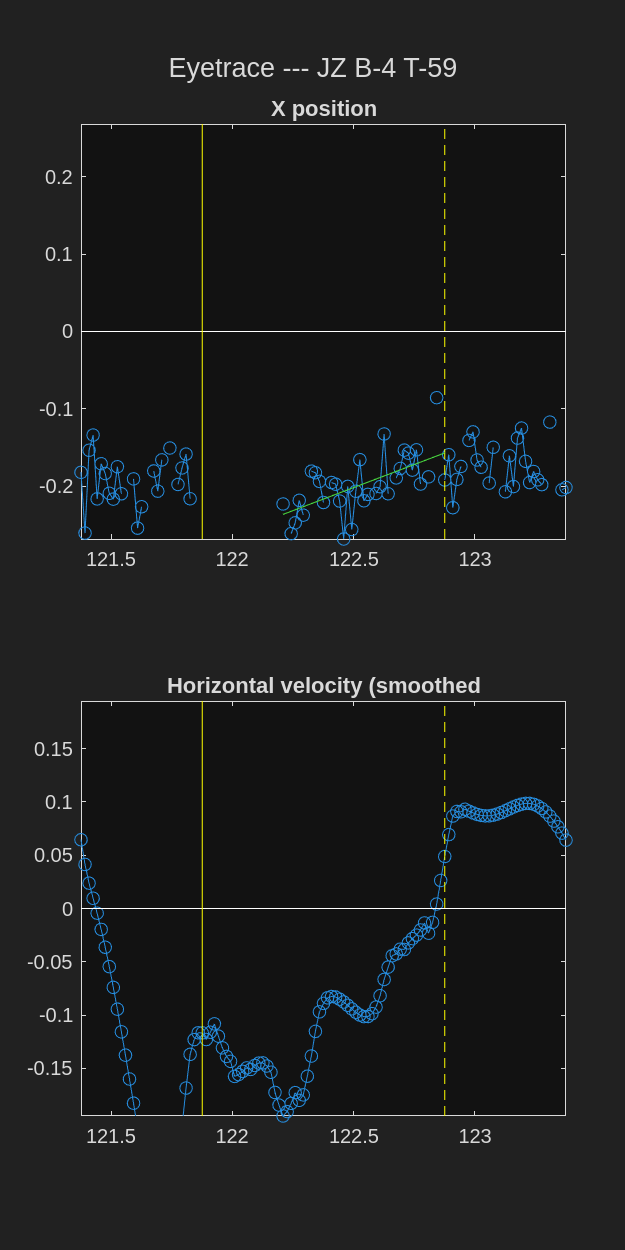 Eyetrace --- JZ B-4 T-59
X position
0.2
0.1
0
-0.1
-0.2
121.5 122 122.5 123
Horizontal velocity (smoothed
0.15
0.1
0.05
0
-0.05
-0.1
-0.15
121.5 122 122.5 123